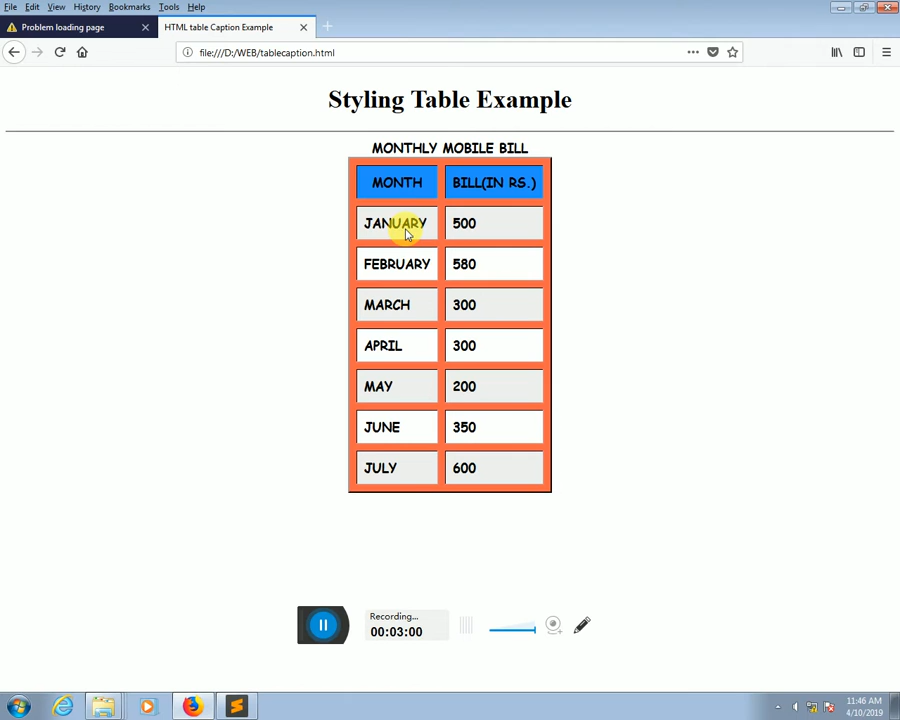 File Edit View History Bookmarks Tools Help
Problem loading page
HTML table Caption Example
file:///D:/WEB/tablecaption.html
Styling Table Example
MONTHLY MOBILE BILL
MONTH BILL(IN RS.)
JANUARY 500
FEBRUARY 580
MARCH 300
APRIL 300
MAY 200
JUNE 350
JULY 600
Recording...
00:03:00
11:46 AM
4/10/2019